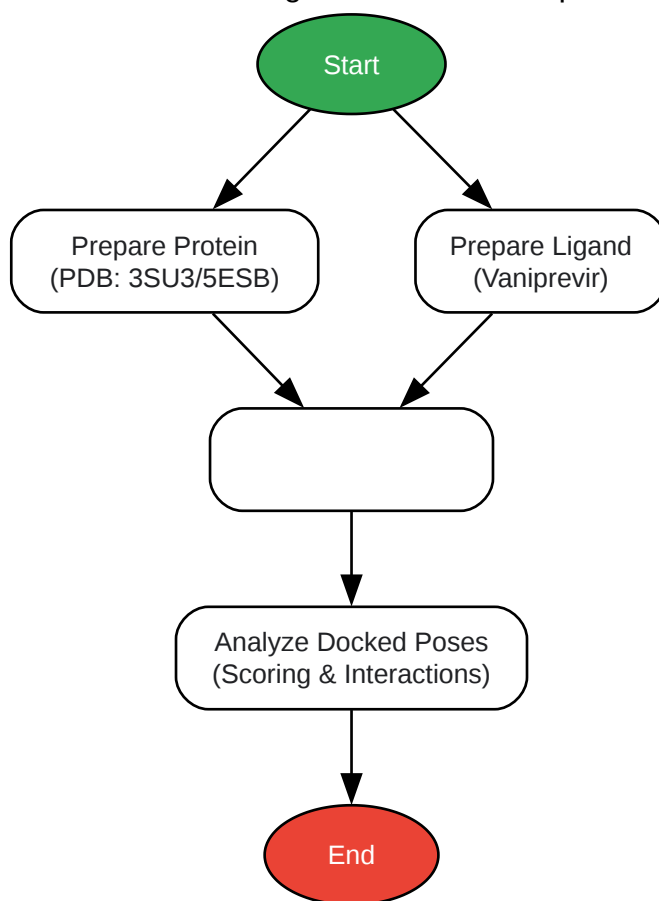 Start
Prepare Protein
(PDB: 3SU3/5ESB)
Prepare Ligand
(Vaniprevir)
Analyze Docked Poses
(Scoring & Interactions)
End